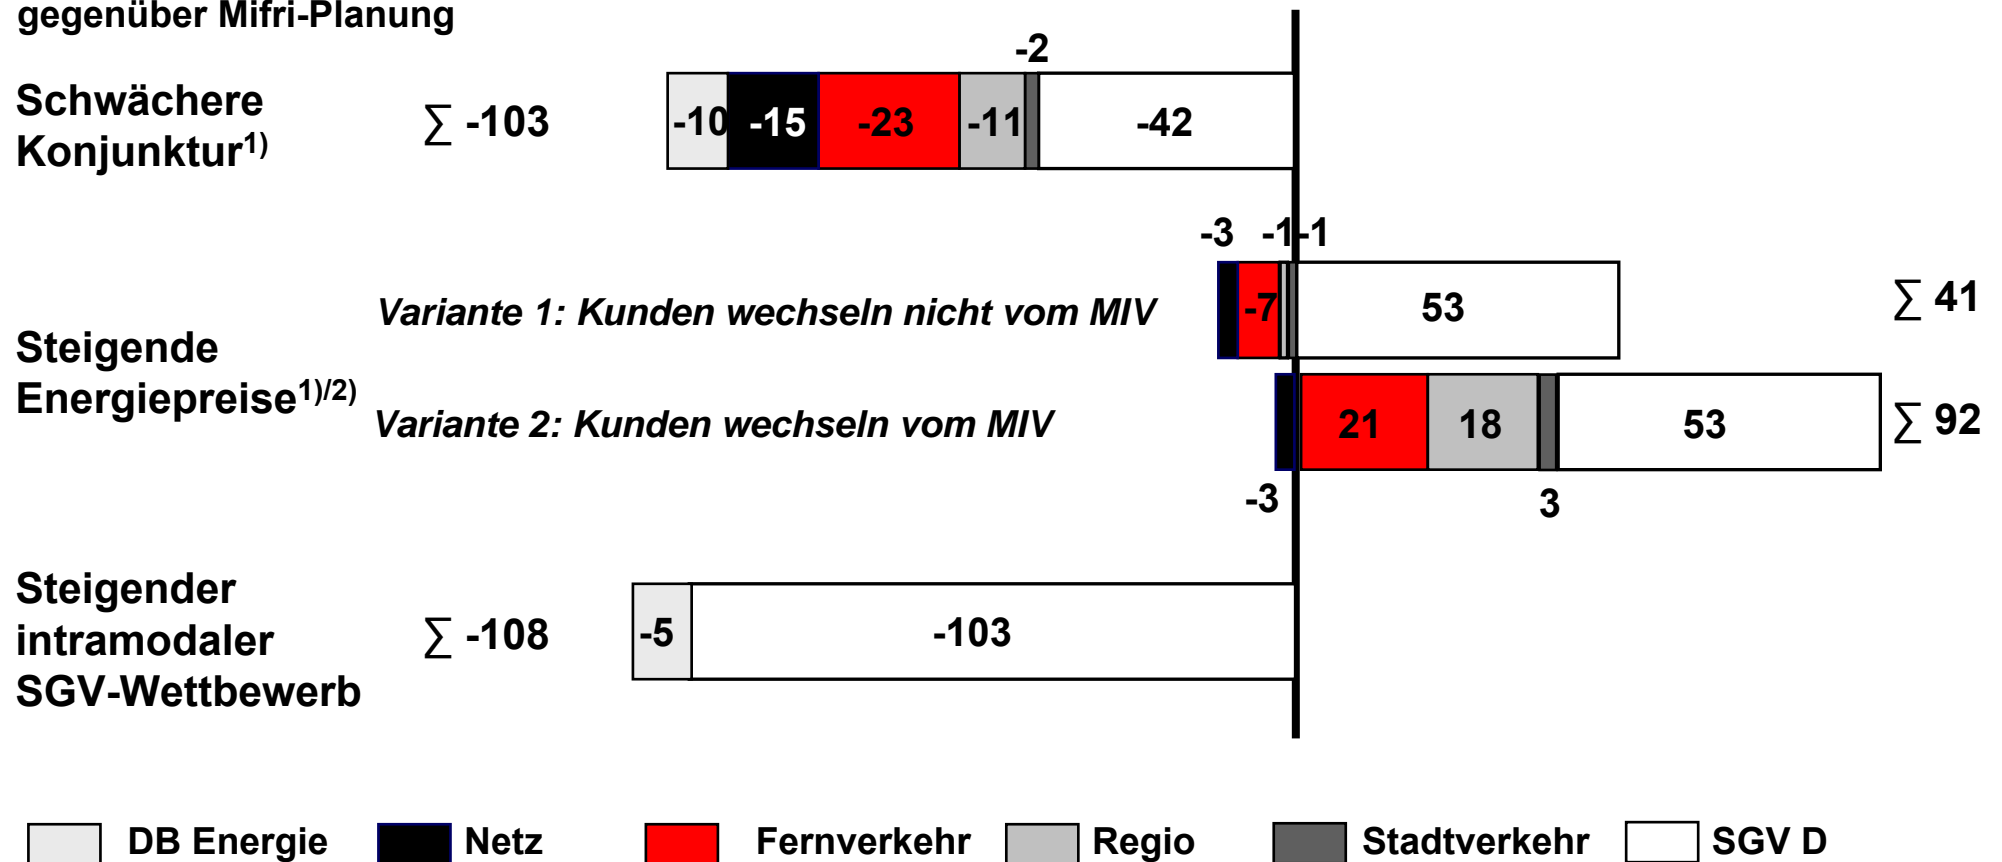 gegenüber Mifri-Planung
-2
Schwächere
Konjunktur1)
∑ -103
-10 -15 -23 -11 -42
-3 -1 -1
Variante 1: Kunden wechseln nicht vom MIV
-7 53
∑ 41
Steigende
Energiepreise1)/2)
Variante 2: Kunden wechseln vom MIV
21 18 53
∑ 92
-3 3
Steigender
intramodaler
SGV-Wettbewerb
∑ -108
-5 -103
DB Energie Netz Fernverkehr Regio Stadtverkehr SGV D